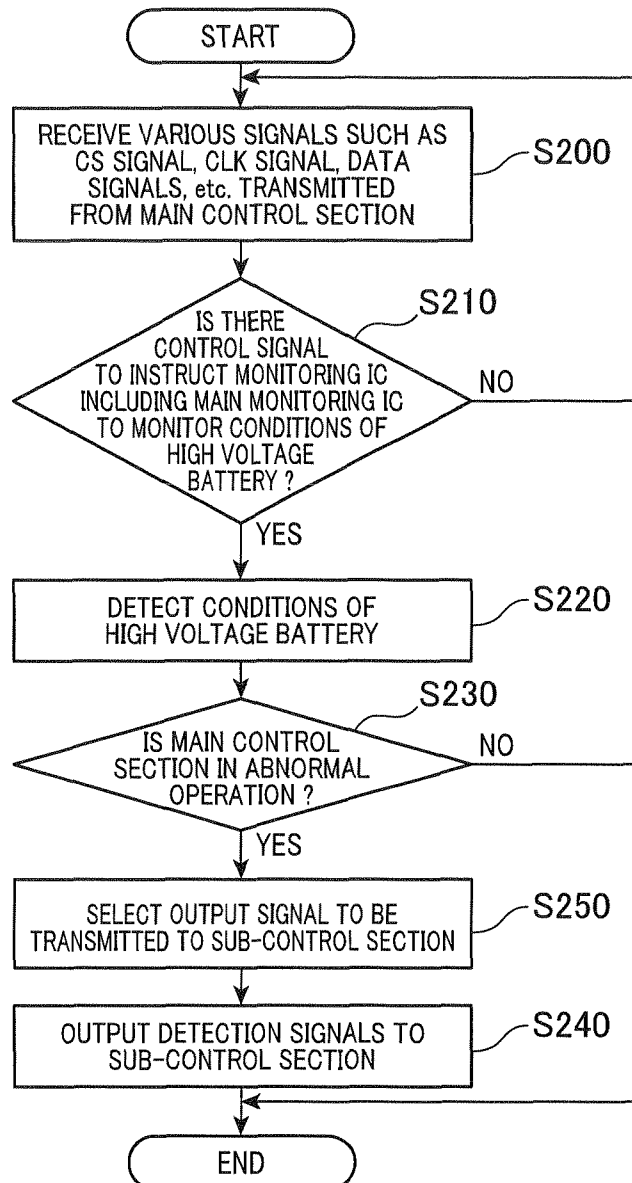 START
RECEIVE VARIOUS SIGNALS SUCH AS
CS SIGNAL, CLK SIGNAL, DATA
SIGNALS, etc. TRANSMITTED
FROM MAIN CONTROL SECTION
S200
IS THERE
CONTROL SIGNAL
TO INSTRUCT MONITORING IC
INCLUDING MAIN MONITORING IC
TO MONITOR CONDITIONS OF
HIGH VOLTAGE
BATTERY ?
S210
NO
YES
DETECT CONDITIONS OF
HIGH VOLTAGE BATTERY
S220
IS MAIN CONTROL
SECTION IN ABNORMAL
OPERATION ?
S230
NO
YES
SELECT OUTPUT SIGNAL TO BE
TRANSMITTED TO SUB-CONTROL SECTION
S250
OUTPUT DETECTION SIGNALS TO
SUB-CONTROL SECTION
S240
END